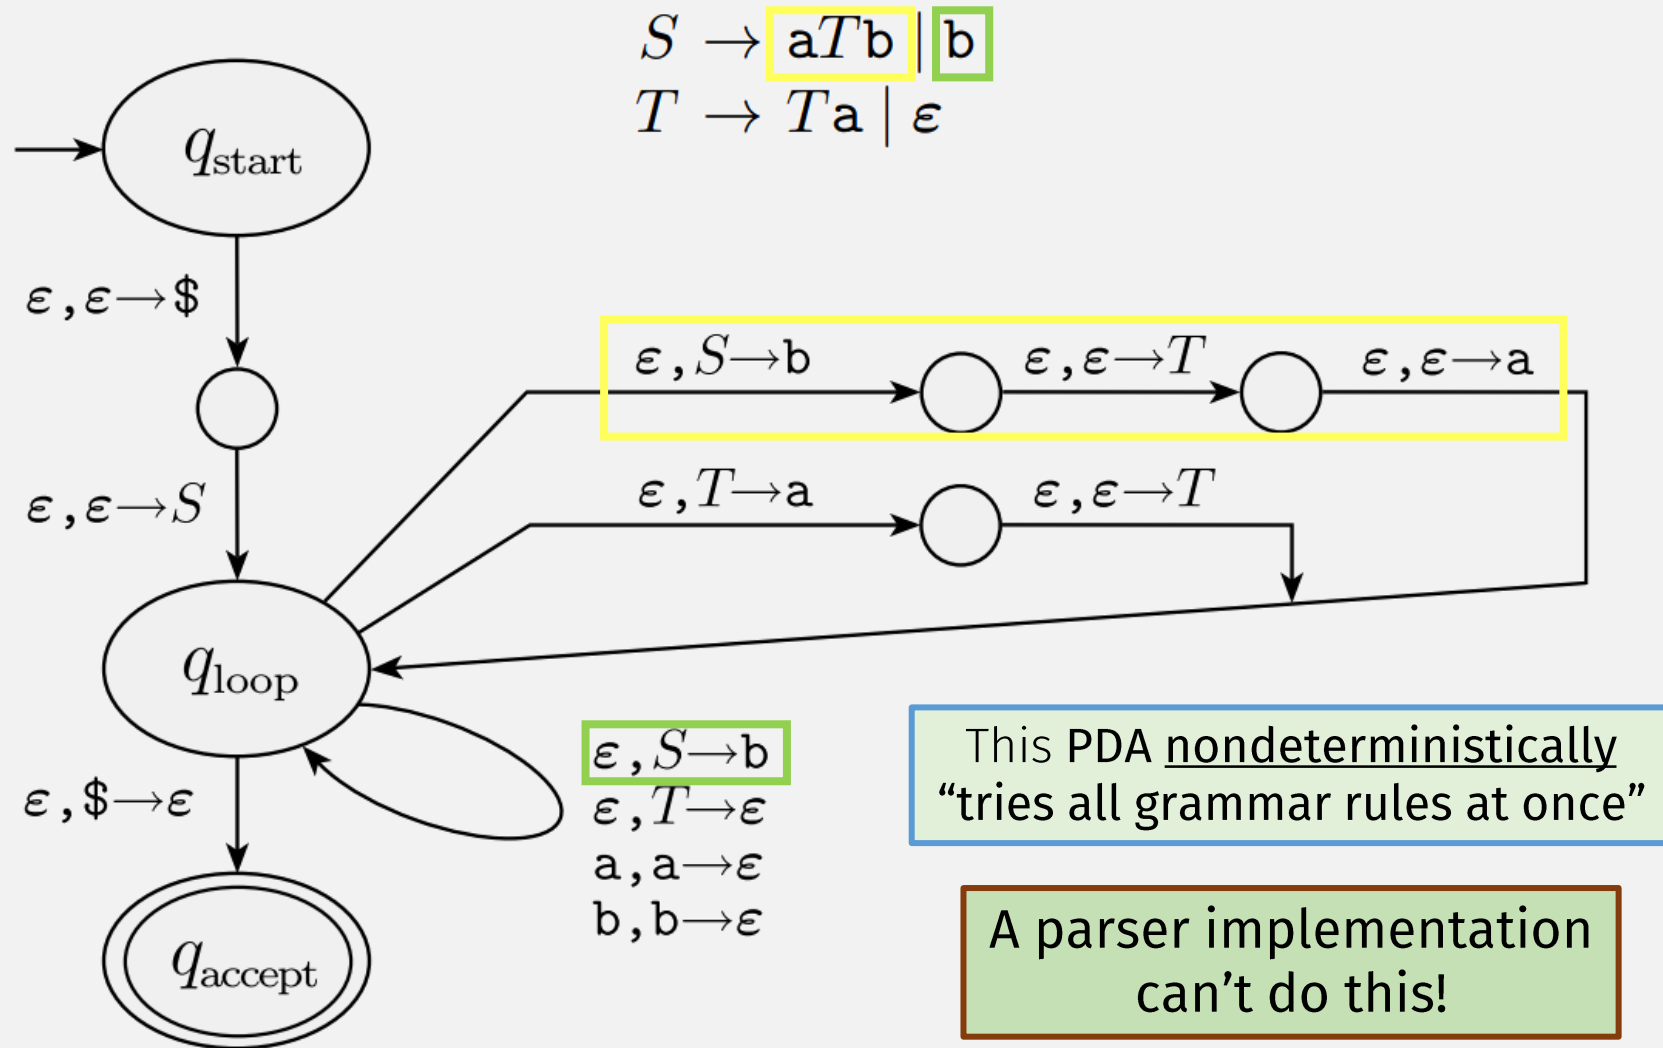 S → aTb | b
T → Ta | ε
q_start
ε,ε→$
ε,S→b
ε,ε→T
ε,ε→a
ε,ε→S
ε,T→a
ε,ε→T
q_loop
ε,$→ε
ε,S→b
ε,T→ε
a,a→ε
b,b→ε
This PDA nondeterministically
“tries all grammar rules at once”
A parser implementation
can’t do this!
q_accept